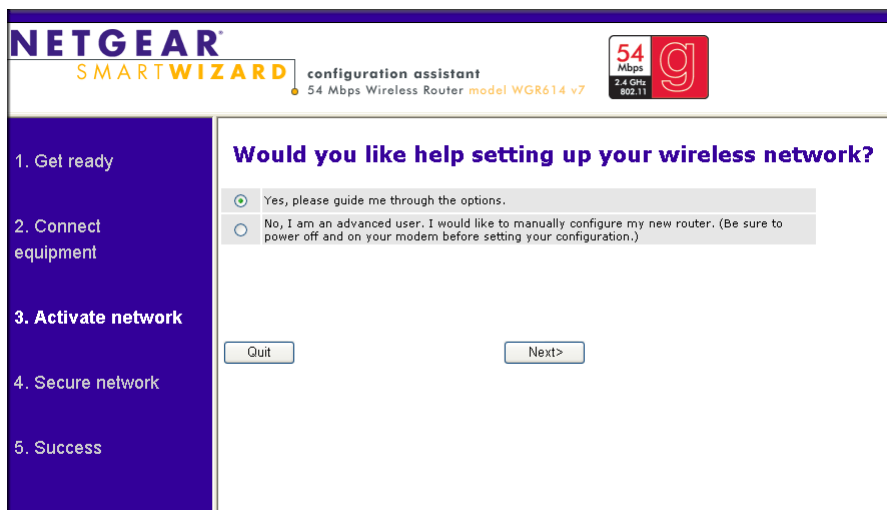 NETGEAR®
SMARTWIZARD
configuration assistant
54 Mbps Wireless Router model WGR614 v7
54
Mbps
2.4 GHz
802.11
g
1. Get ready
2. Connect
equipment
3. Activate network
4. Secure network
5. Success
Would you like help setting up your wireless network?
Yes, please guide me through the options.
No, I am an advanced user. I would like to manually configure my new router. (Be sure to
power off and on your modem before setting your configuration.)
Quit
Next>